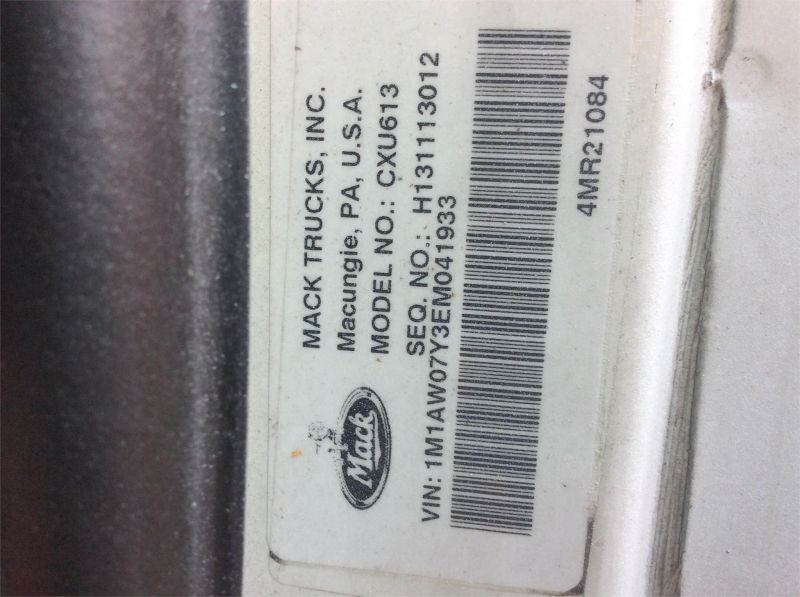 MACK TRUCKS, INC.
Macungie, PA, U.S.A.
MODEL NO.: CXU613
SEQ. NO.: H131113012
Mack
VIN: 1M1AW07Y3EM041933
4MR21084